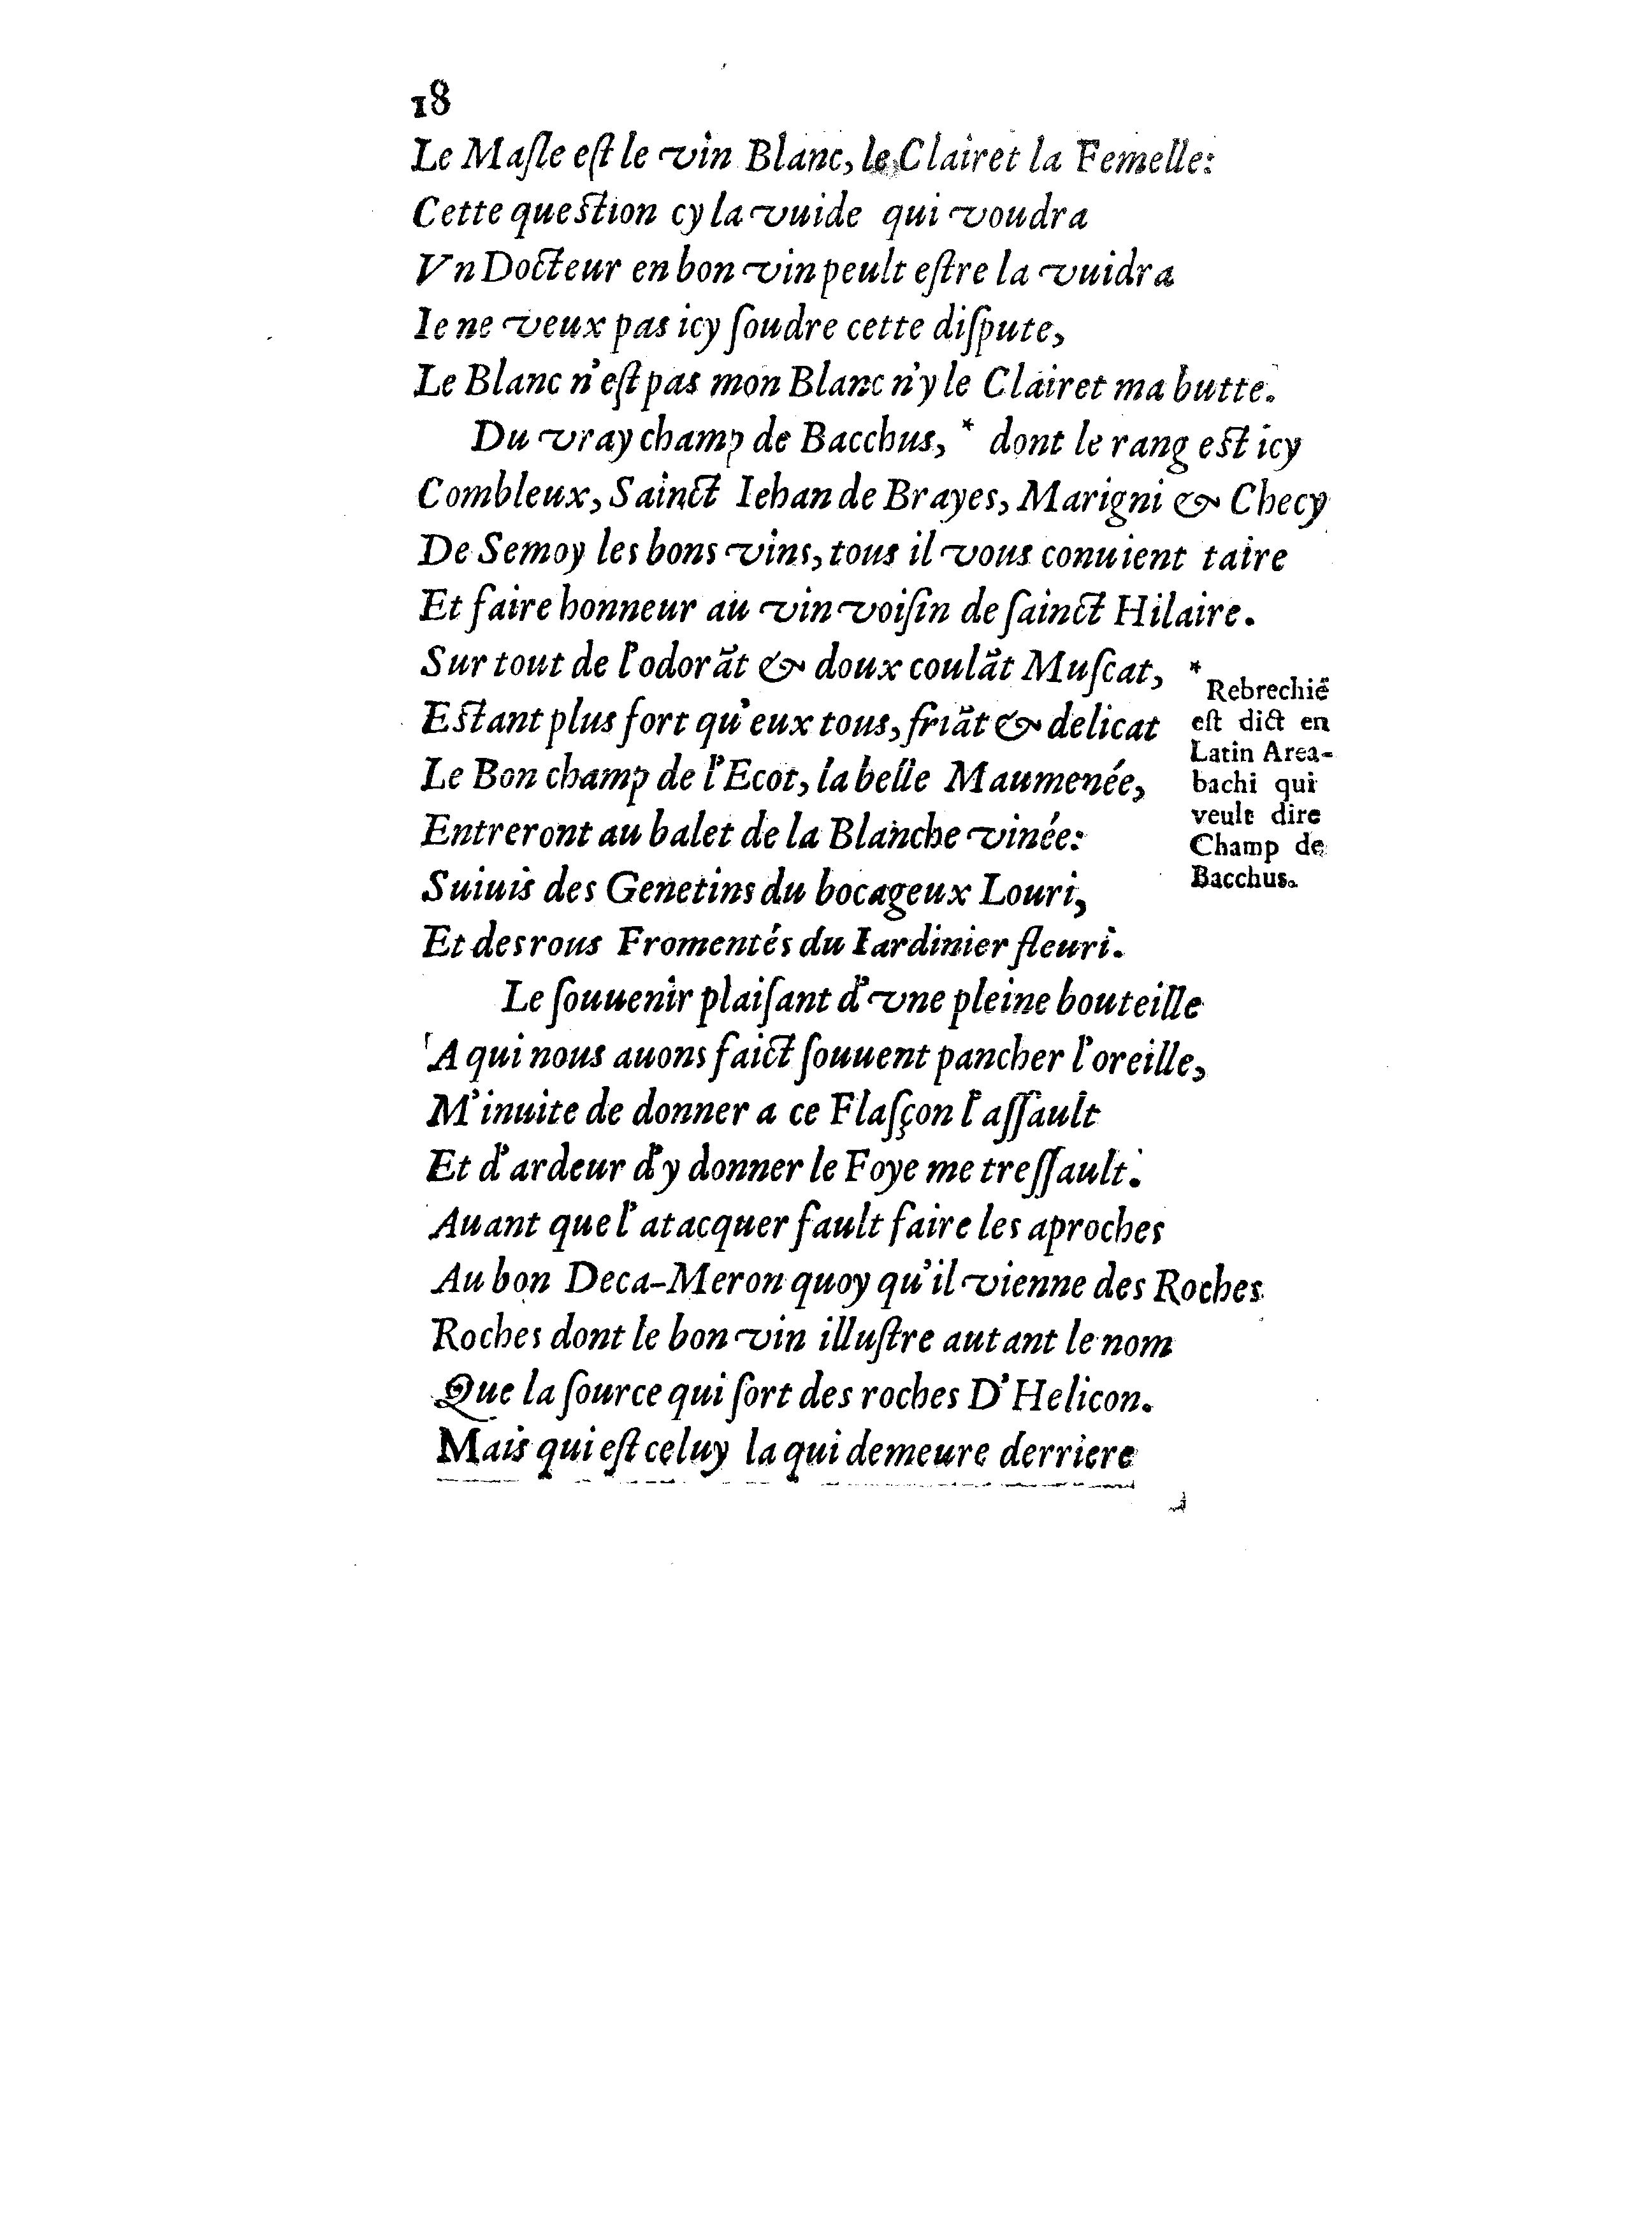 18
Le Maſle eſt le vin Blanc, le Clairet la Femelle:
Cette queſtion cy la vuide qui voudra
Vn Docteur en bon vin peult eſtre la vuidra
Ie ne veux pas icy ſoudre cette diſpute,
Le Blanc n'eſt pas mon Blanc n'y le Clairet ma butte.
Du vray champ de Bacchus, * dont le rang eſt icy
Combleux, Sainct Iehan de Brayes, Marigni & Checy
De Semoy les bons vins, tous il vous conuient taire
Et faire honneur au vin voiſin de ſainct Hilaire.
Sur tout de l'odorãt & doux coulãt Muſcat,
Eſtant plus fort qu'eux tous, friãt & delicat
Le Bon champ de l'Ecot, la belle Maumenée,
Entreront au balet de la Blanche vinée:
Suiuis des Genetins du bocageux Louri,
Et des rous Fromentés du Iardinier fleuri.
Le ſouuenir plaiſant d'vne pleine bouteille
A qui nous auons faict ſouuent pancher l'oreille,
M'inuite de donner a ce Flaſçon l'aſſault
Et d'ardeur d'y donner le Foye me treſſault.
Auant que l'atacquer fault faire les aproches
Au bon Deca-Meron quoy qu'il vienne des Roches
Roches dont le bon vin illuſtre autant le nom
Que la ſource qui ſort des roches D'Helicon.
Mais qui eſt celuy la qui demeure derriere
*
Rebrechiẽ
eſt dict en
Latin Area-
bachi qui
veult dire
Champ de
Bacchus.